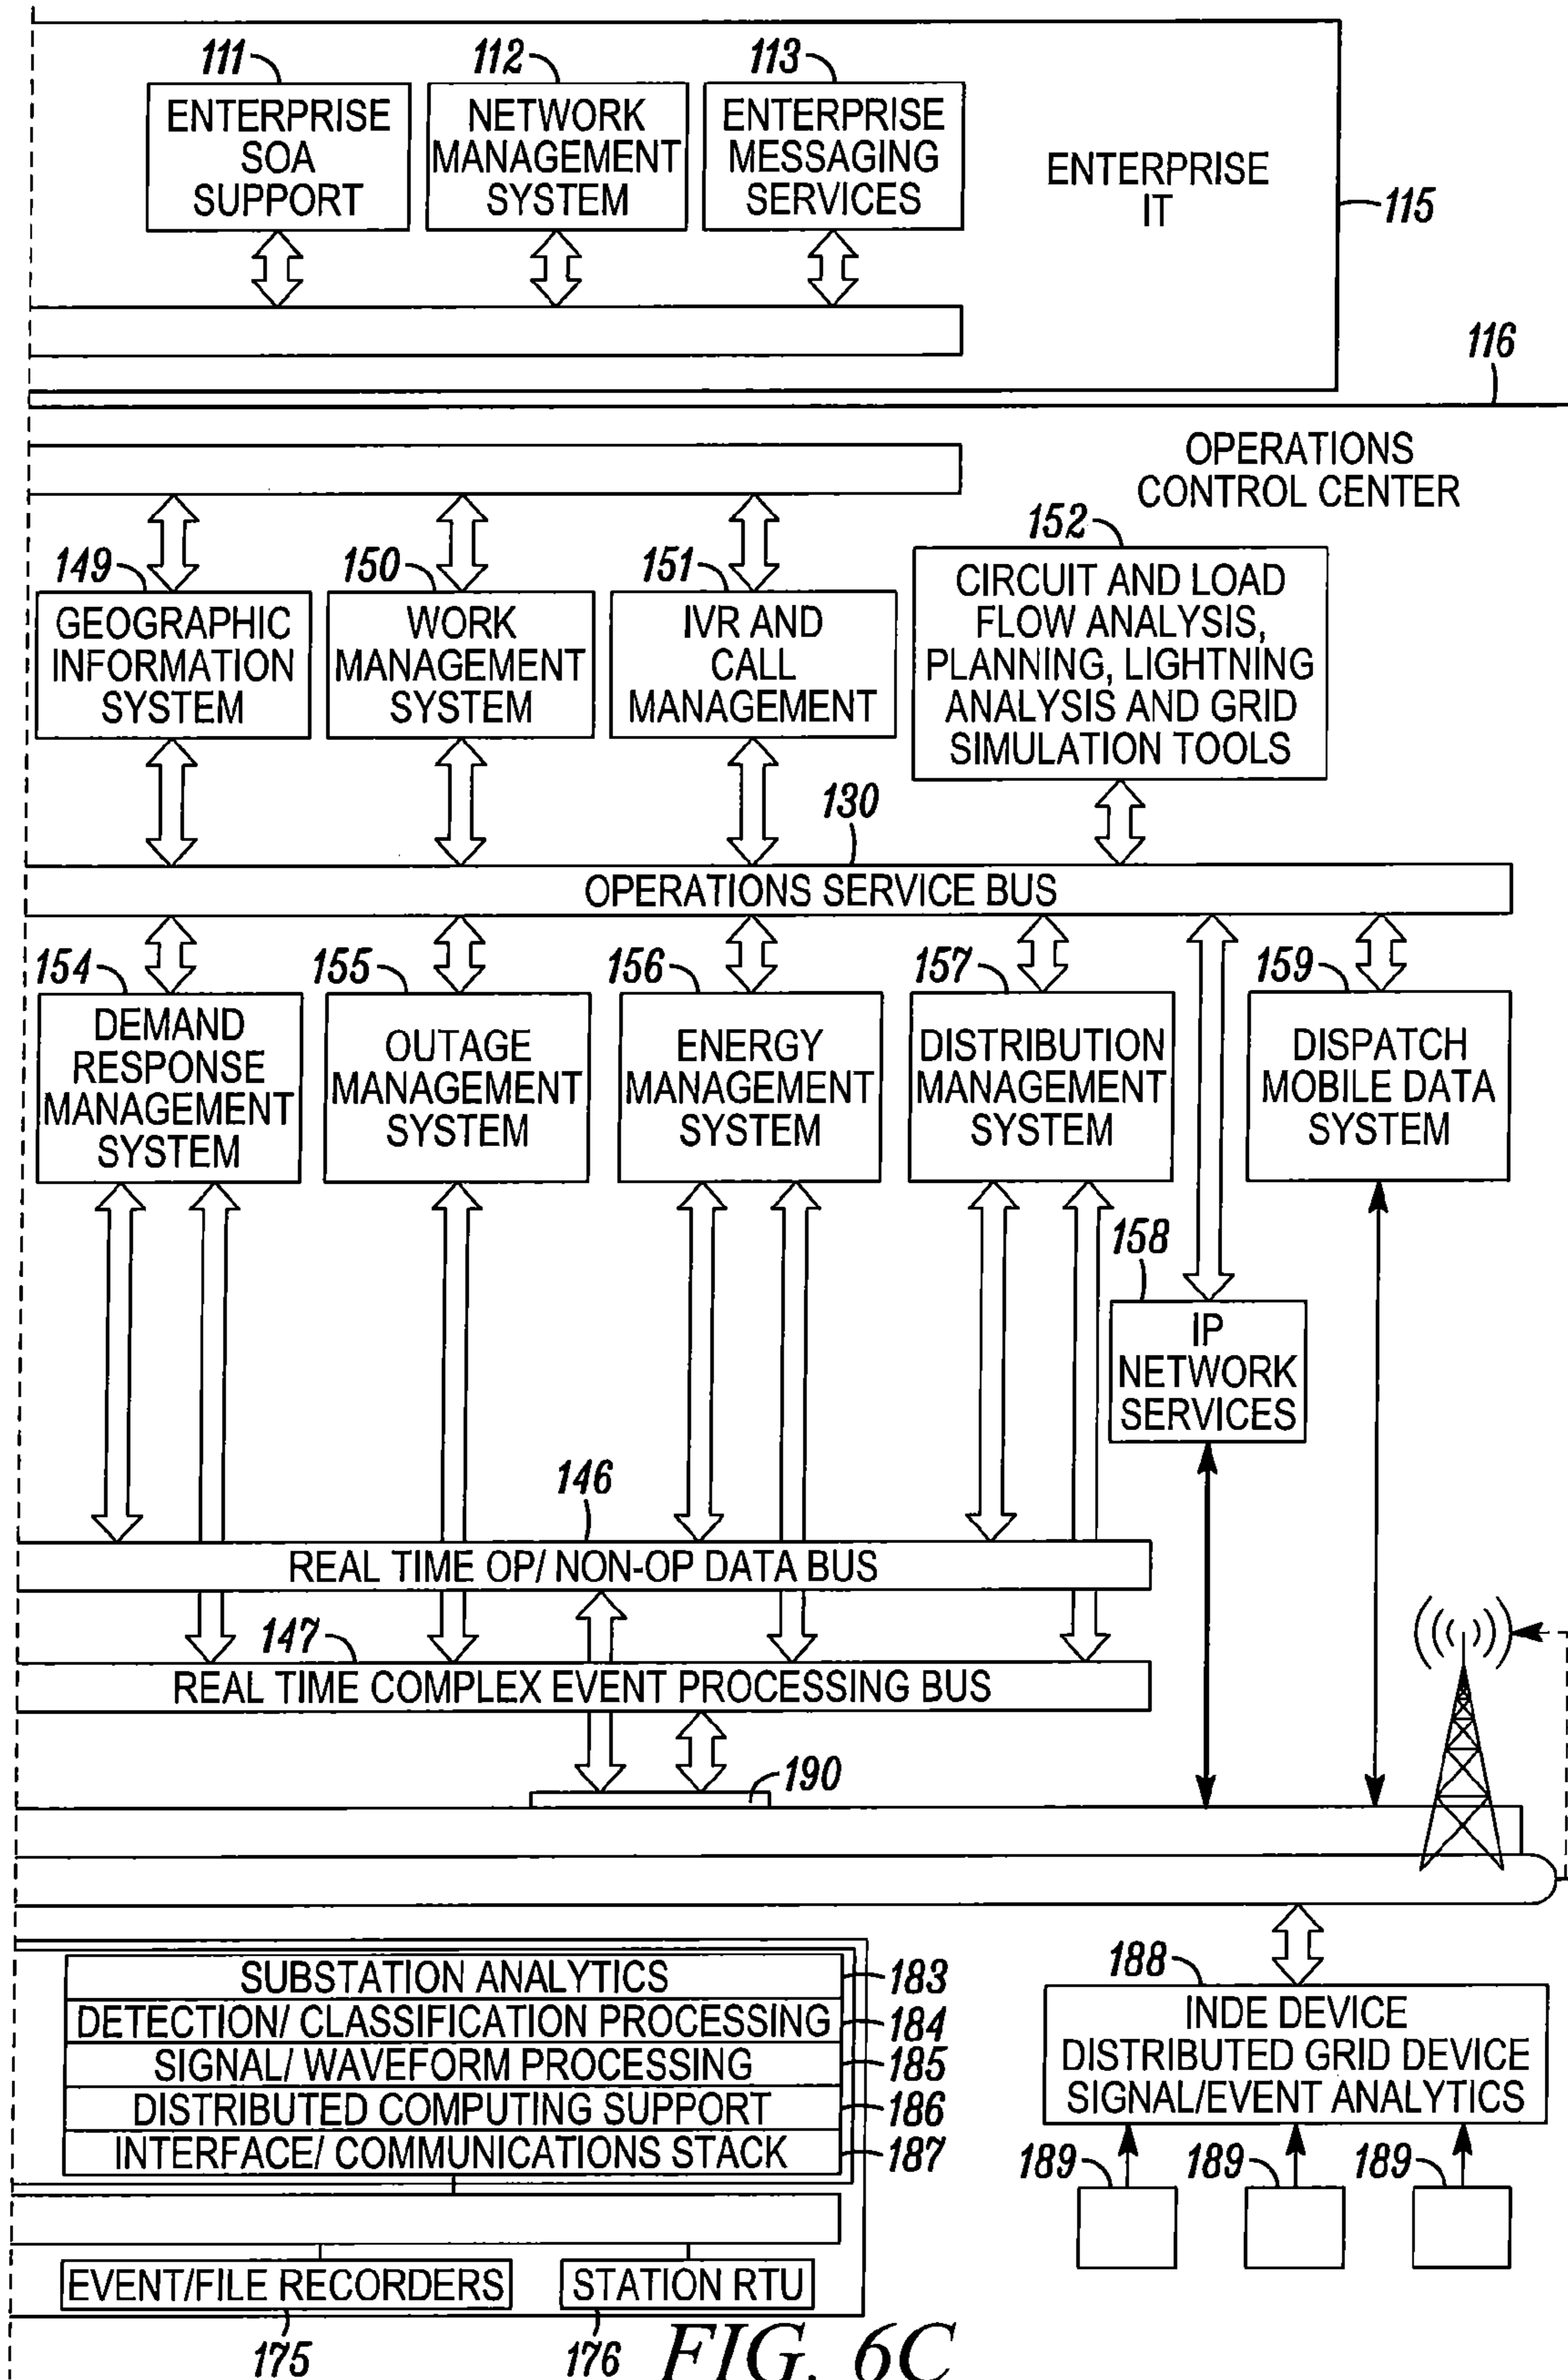 111
112
113
ENTERPRISE
SOA
SUPPORT
NETWORK
MANAGEMENT
SYSTEM
ENTERPRISE
MESSAGING
SERVICES
ENTERPRISE
IT
115
116
OPERATIONS
CONTROL CENTER
149
150
151
152
GEOGRAPHIC
INFORMATION
SYSTEM
WORK
MANAGEMENT
SYSTEM
IVR AND
CALL
MANAGEMENT
CIRCUIT AND LOAD
FLOW ANALYSIS,
PLANNING, LIGHTNING
ANALYSIS AND GRID
SIMULATION TOOLS
130
OPERATIONS SERVICE BUS
154
155
156
157
159
DEMAND
RESPONSE
MANAGEMENT
SYSTEM
OUTAGE
MANAGEMENT
SYSTEM
ENERGY
MANAGEMENT
SYSTEM
DISTRIBUTION
MANAGEMENT
SYSTEM
DISPATCH
MOBILE DATA
SYSTEM
158
IP
NETWORK
SERVICES
146
REAL TIME OP/ NON-OP DATA BUS
147
REAL TIME COMPLEX EVENT PROCESSING BUS
190
SUBSTATION ANALYTICS
183
DETECTION/ CLASSIFICATION PROCESSING
184
SIGNAL/ WAVEFORM PROCESSING
185
DISTRIBUTED COMPUTING SUPPORT
186
INTERFACE/ COMMUNICATIONS STACK
187
188
INDE DEVICE
DISTRIBUTED GRID DEVICE
SIGNAL/EVENT ANALYTICS
189
189
189
EVENT/FILE RECORDERS
STATION RTU
175
176
FIG. 6C